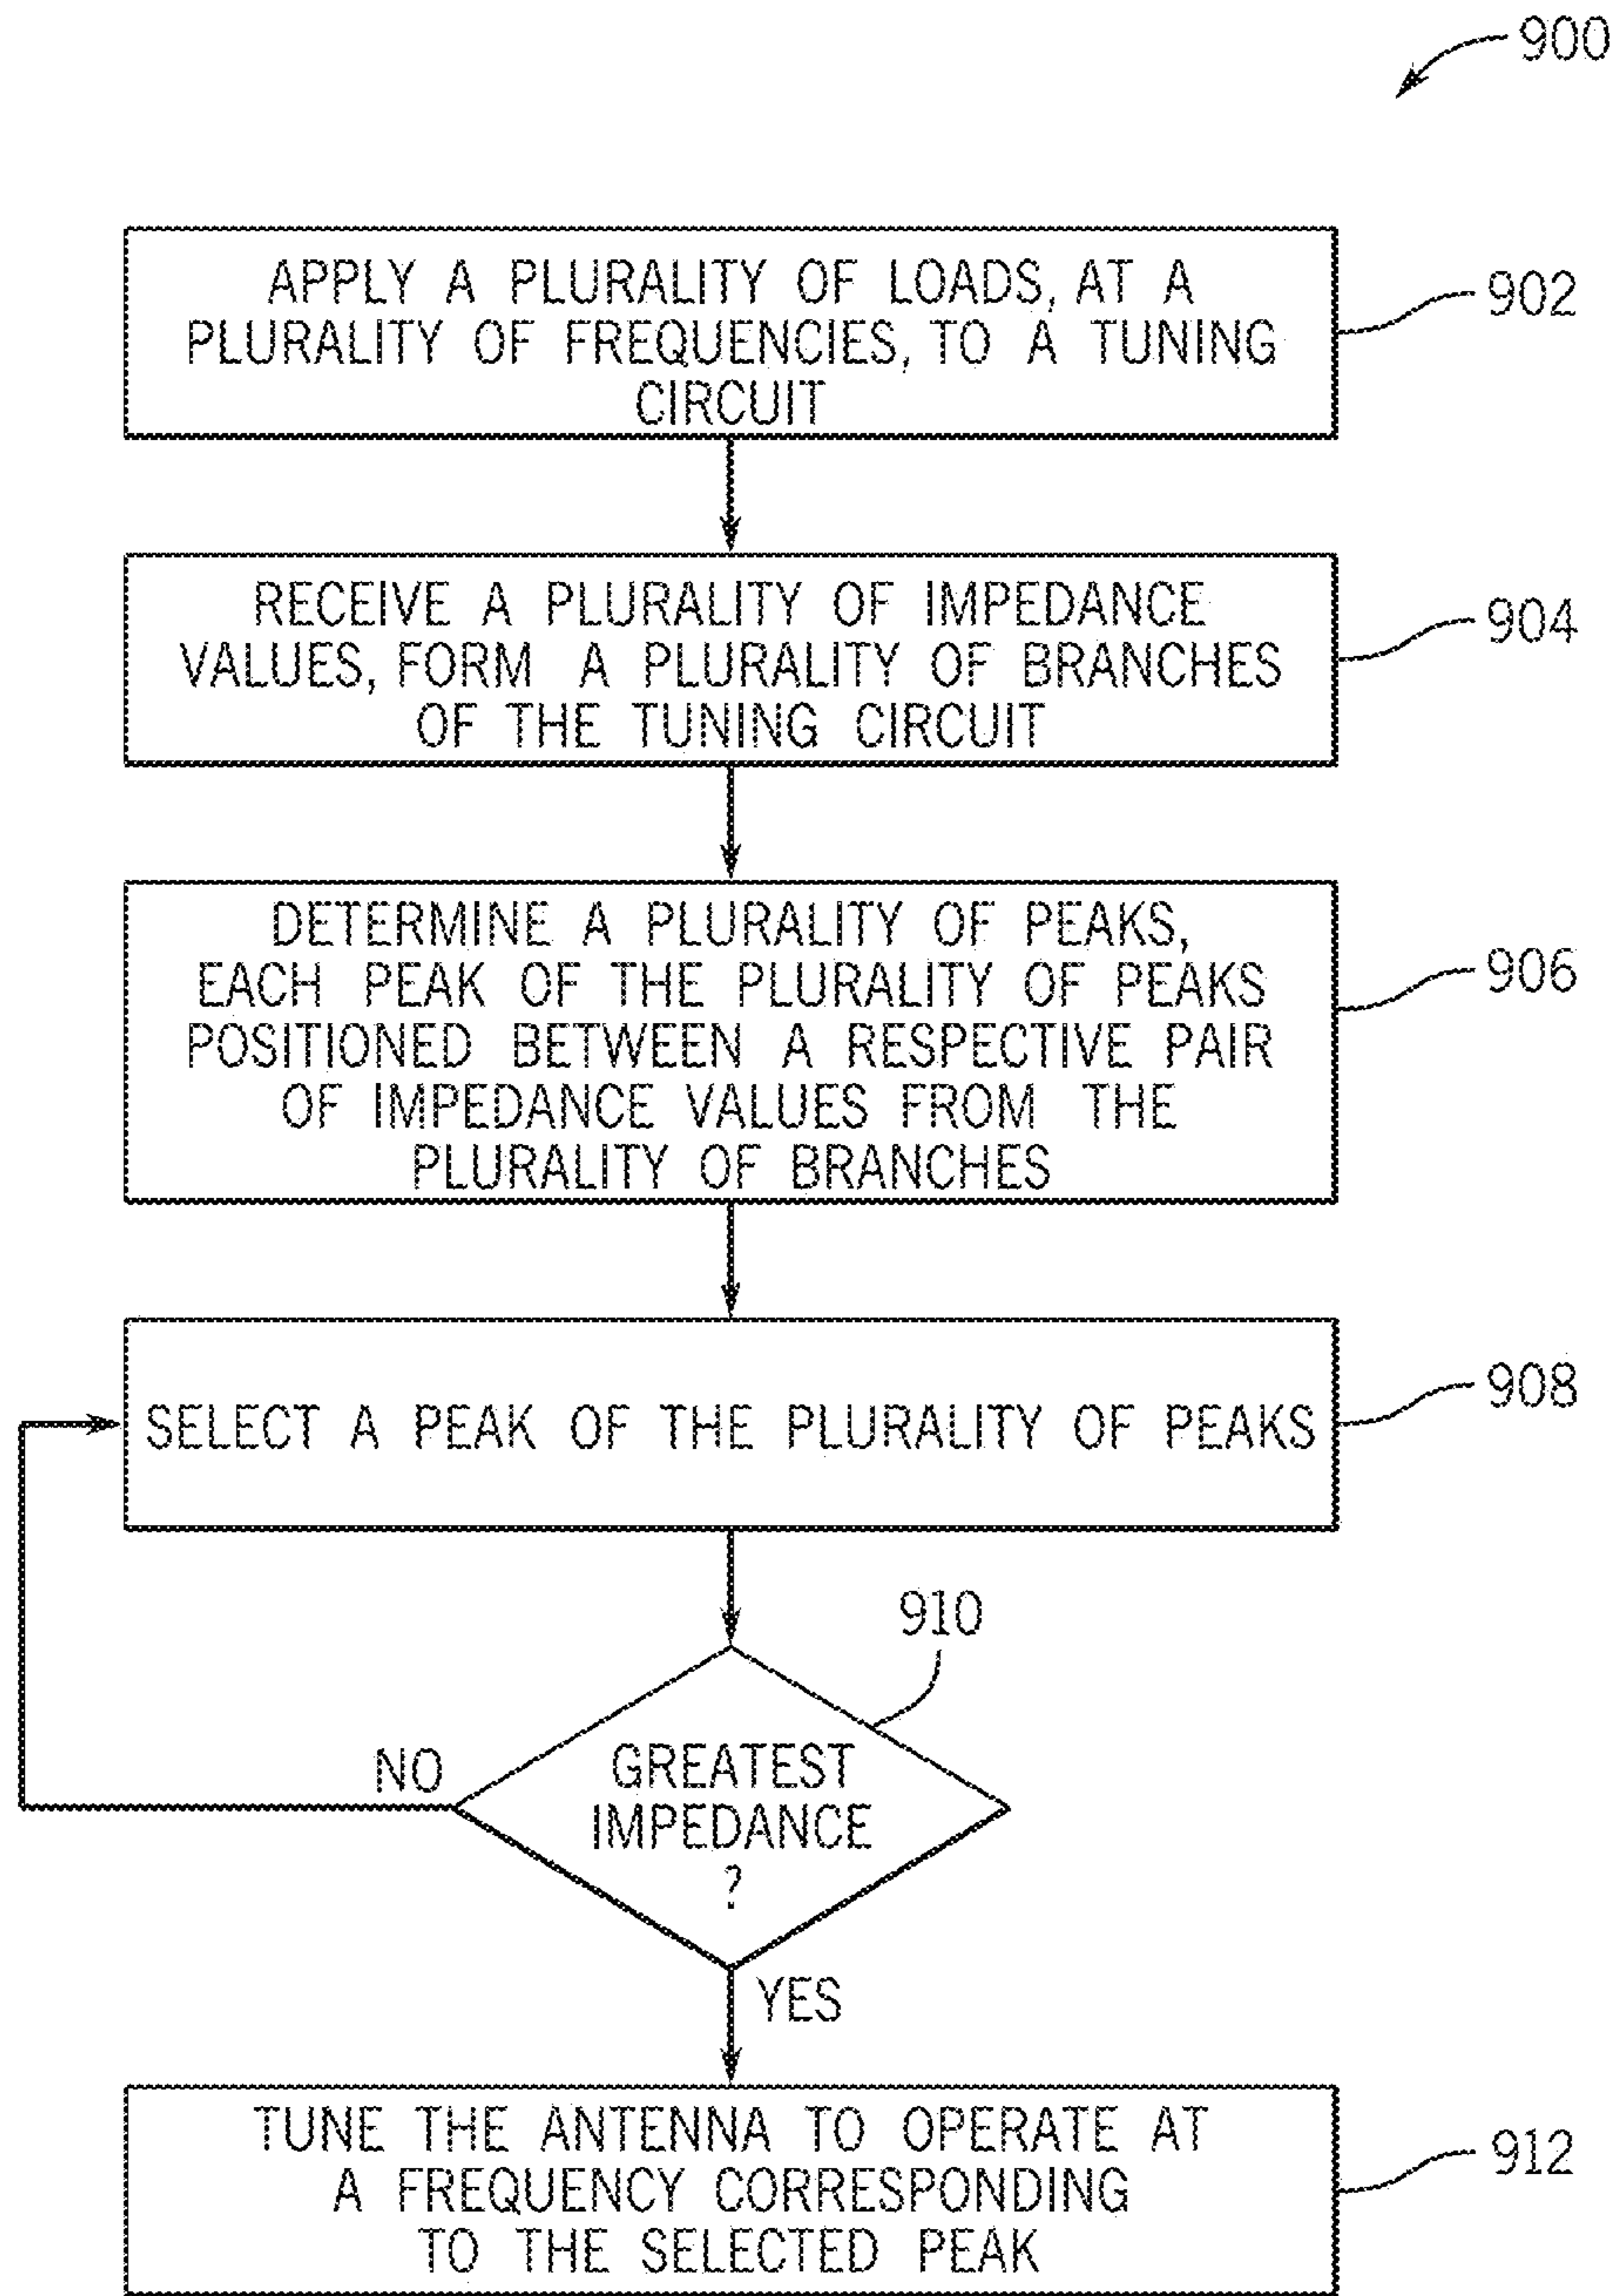 900
APPLY A PLURALITY OF LOADS, AT A
PLURALITY OF FREQUENCIES, TO A TUNING
CIRCUIT
902
RECEIVE A PLURALITY OF IMPEDANCE
VALUES, FORM A PLURALITY OF BRANCHES
OF THE TUNING CIRCUIT
904
DETERMINE A PLURALITY OF PEAKS,
EACH PEAK OF THE PLURALITY OF PEAKS
POSITIONED BETWEEN A RESPECTIVE PAIR
OF IMPEDANCE VALUES FROM THE
PLURALITY OF BRANCHES
906
SELECT A PEAK OF THE PLURALITY OF PEAKS
908
910
GREATEST
IMPEDANCE
?
NO
YES
TUNE THE ANTENNA TO OPERATE AT
A FREQUENCY CORRESPONDING
TO THE SELECTED PEAK
912